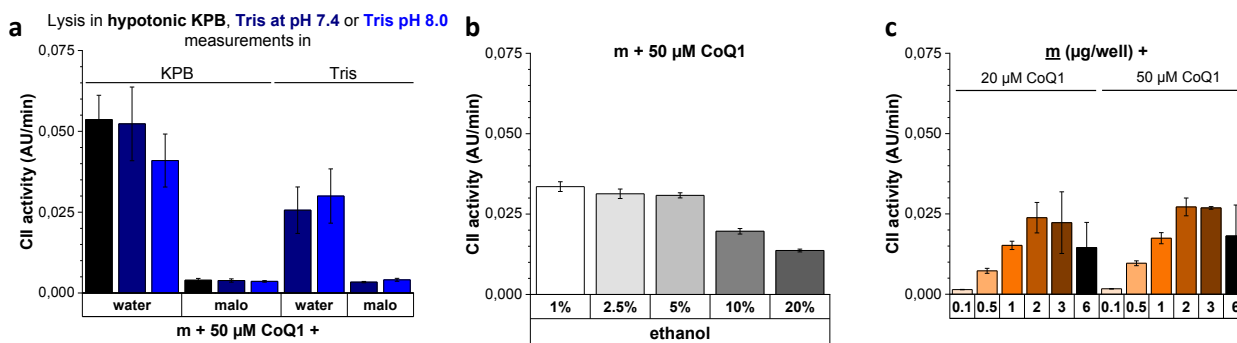 a
Lysis in hypotonic KPB, Tris at pH 7.4 or Tris pH 8.0
measurements in
KPB Tris
CII activity (AU/min)
0,075
0,050
0,025
0,000
water malo water malo
m + 50 µM CoQ1 +
b
m + 50 µM CoQ1
CII activity (AU/min)
0,075
0,050
0,025
0,000
1% 2.5% 5% 10% 20%
ethanol
c
m (µg/well) +
20 µM CoQ1 50 µM CoQ1
CII activity (AU/min)
0,075
0,050
0,025
0,000
0.1 0.5 1 2 3 6 0.1 0.5 1 2 3 6